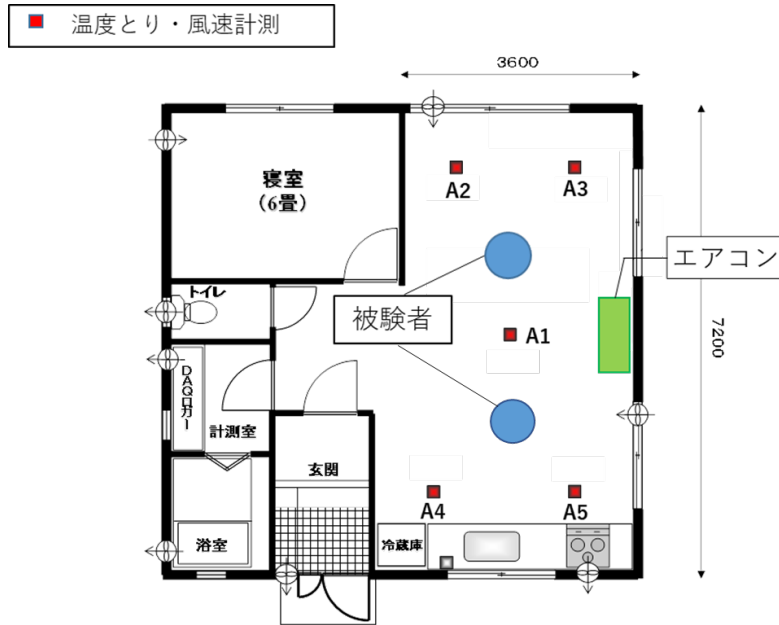 温度とり・風速計測
3600
寝室
（6畳）
A2
A3
エアコン
トイレ
被験者
A1
7200
DAQロガー
計測室
玄関
A4
A5
浴室
冷蔵庫